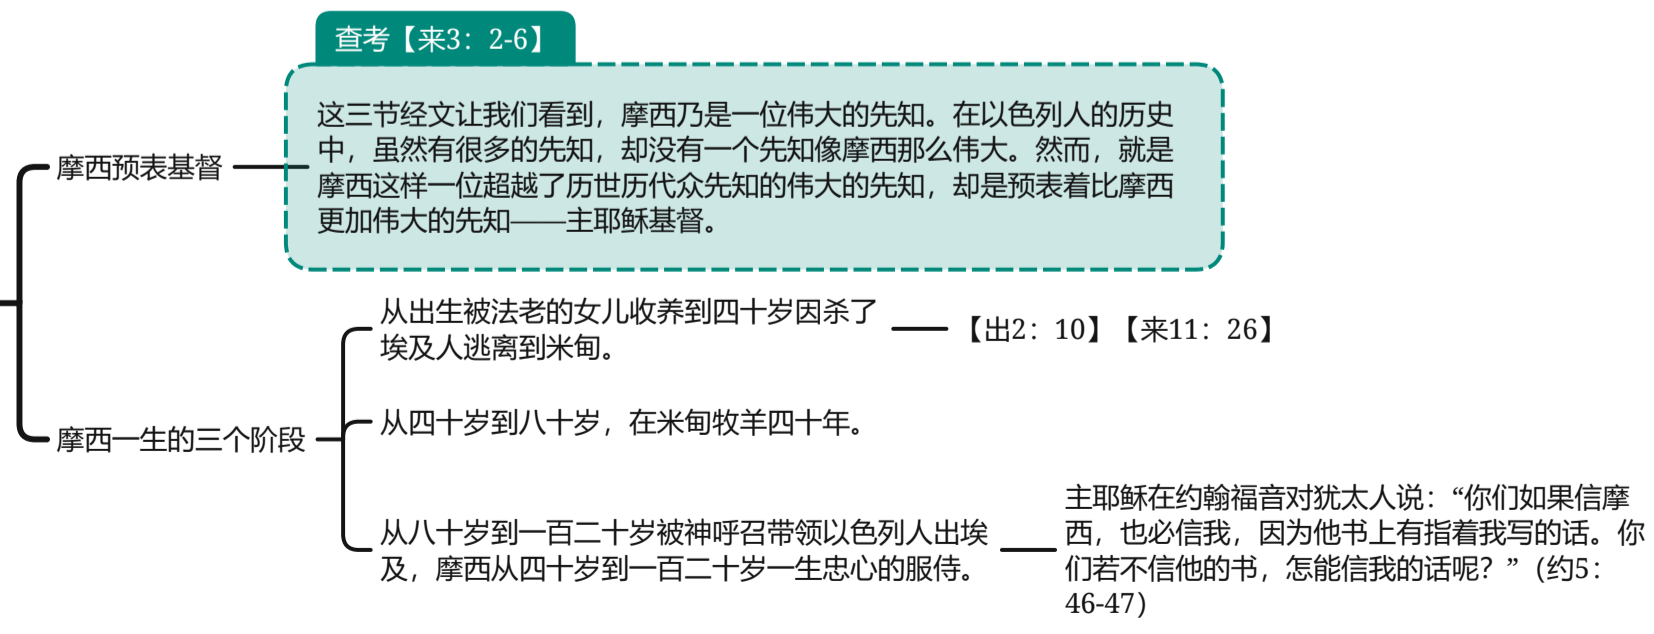 查考【来3：2-6】
摩西预表基督
这三节经文让我们看到，摩西乃是一位伟大的先知。在以色列人的历史
中，虽然有很多的先知，却没有一个先知像摩西那么伟大。然而，就是
摩西这样一位超越了历世历代众先知的伟大的先知，却是预表着比摩西
更加伟大的先知——主耶稣基督。
摩西一生的三个阶段
从出生被法老的女儿收养到四十岁因杀了
埃及人逃离到米甸。
【出2：10】【来11：26】
从四十岁到八十岁，在米甸牧羊四十年。
从八十岁到一百二十岁被神呼召带领以色列人出埃
及，摩西从四十岁到一百二十岁一生忠心的服侍。
主耶稣在约翰福音对犹太人说：“你们如果信摩
西，也必信我，因为他书上有指着我写的话。你
们若不信他的书，怎能信我的话呢？”（约5：
46-47）